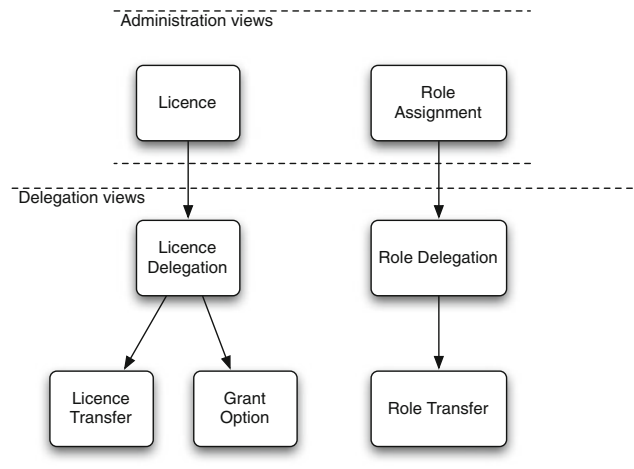 Administration views
Licence
Role
Assignment
Delegation views
Licence
Delegation
Role Delegation
Licence
Transfer
Grant
Option
Role Transfer